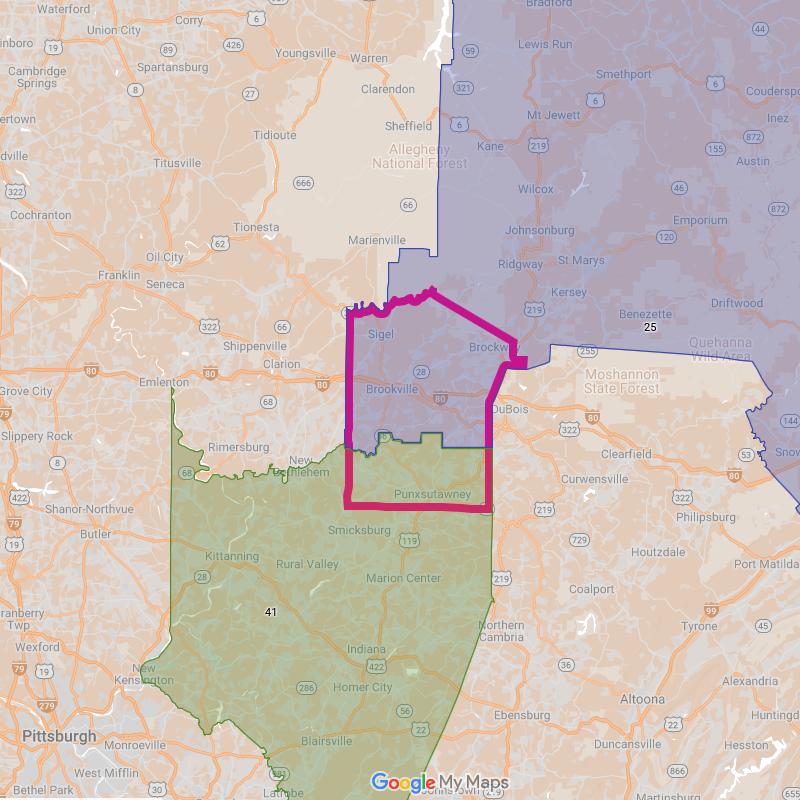 Waterford
Corry
6
Bradford
Union City
19
59
44
89
426
Lewis Run
inboro
Youngsville
Warren
Spartansburg
Smethport
6
Cambridge
Springs
8
27
Clarendon
321
6
Couderspo
Mt Jewett
ertown
Sheffield
6
Inez
Tidioute
Kane
219
872
Allegheny
National Forest
155
dville
Titusville
Austin
322
666
Wilcox
46
Cochranton
66
872
Tionesta
Johnsonburg
Emporium
62
Marienville
120
Oil City
Franklin
Seneca
Ridgway
St Marys
Kersey
Driftwood
219
Benezette
322
66
25
Sigel
Shippenville
Brockway
255
Quehanna
Wild Area
80
Clarion
28
Moshannon
State Forest
Emlenton
80
Grove City
Brookville
80
79
68
DuBois
80
144
322
Slippery Rock
Rimersburg
Clearfield
53
Snow
8
68
New
Bethlehem
422
Punxsutawney
Curwensville
Shanor-Northvue
219
322
Philipsburg
19
Butler
Smicksburg
119
729
Kittanning
Houtzdale
Rural Valley
28
Marion Center
219
Coalport
Port Matilda
ranberry
Twp
41
99
Northern
Cambria
Tyrone
45
Wexford
Indiana
19
New
Kensington
422
36
Alexandria
286
Homer City
Altoona
279
56
Ebensburg
22
Huntingd
Pittsburgh
Monroeville
Blairsville
22
Duncansville
Hesston
West Mifflin
866
Google My Maps
Bethel Park
30
Latrobe
Johnstown
219
Martinsburg
655